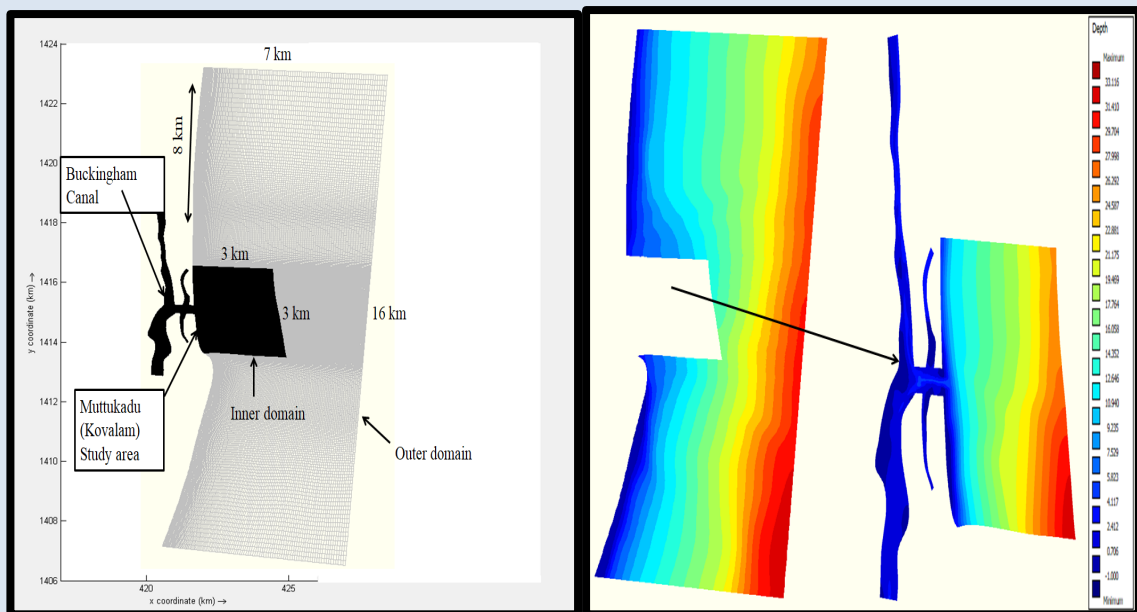 7 km
8 km
Buckingham
Canal
3 km
3 km
16 km
Inner domain
Muttukadu
(Kovalam)
Study area
Outer domain
1424
1422
1420
1418
1416
1414
1412
1410
1408
1406
y coordinate (km) →
420
425
x coordinate (km) →
Depth
Maximum
33.116
31.410
29.704
27.998
26.292
24.587
22.881
21.175
19.469
17.764
16.058
14.352
12.646
10.940
9.235
7.529
5.823
4.117
2.412
0.706
-1.000
Minimum